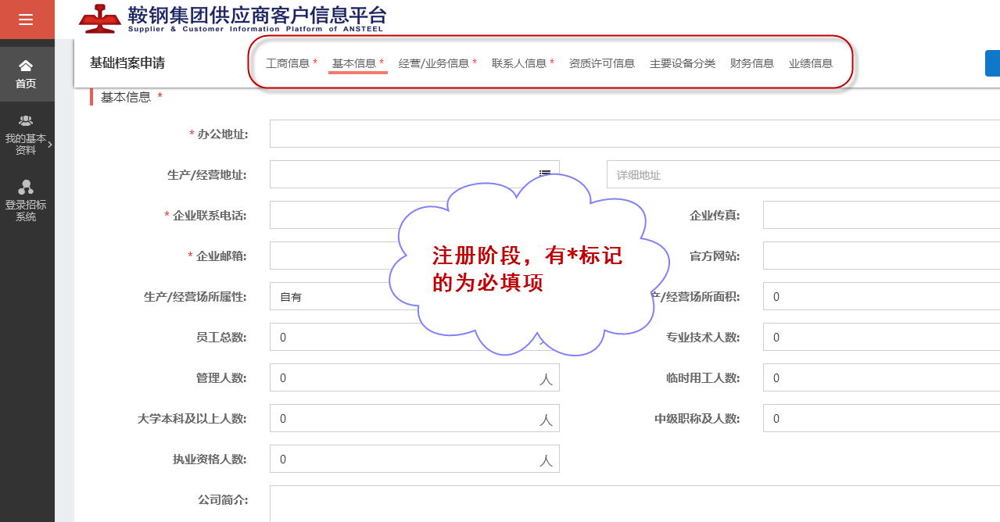 鞍钢集团供应商客户信息平台
Supplier & Customer Information Platform of ANSTEEL
基础档案申请
工商信息 * 基本信息 * 经营/业务信息 * 联系人信息 * 资质许可信息 主要设备分类 财务信息 业绩信息
首页
我的基本
资料
登录招标
系统
基本信息 *
* 办公地址:
生产/经营地址: 详细地址
* 企业联系电话: 企业传真:
* 企业邮箱: 官方网站:
注册阶段，有*标记
的为必填项
生产/经营场所属性: 自有 产/经营场所面积: 0
员工总数: 0 专业技术人数: 0
管理人数: 0 人 临时用工人数: 0
大学本科及以上人数: 0 人 中级职称及人数: 0
执业资格人数: 0 人
公司简介: